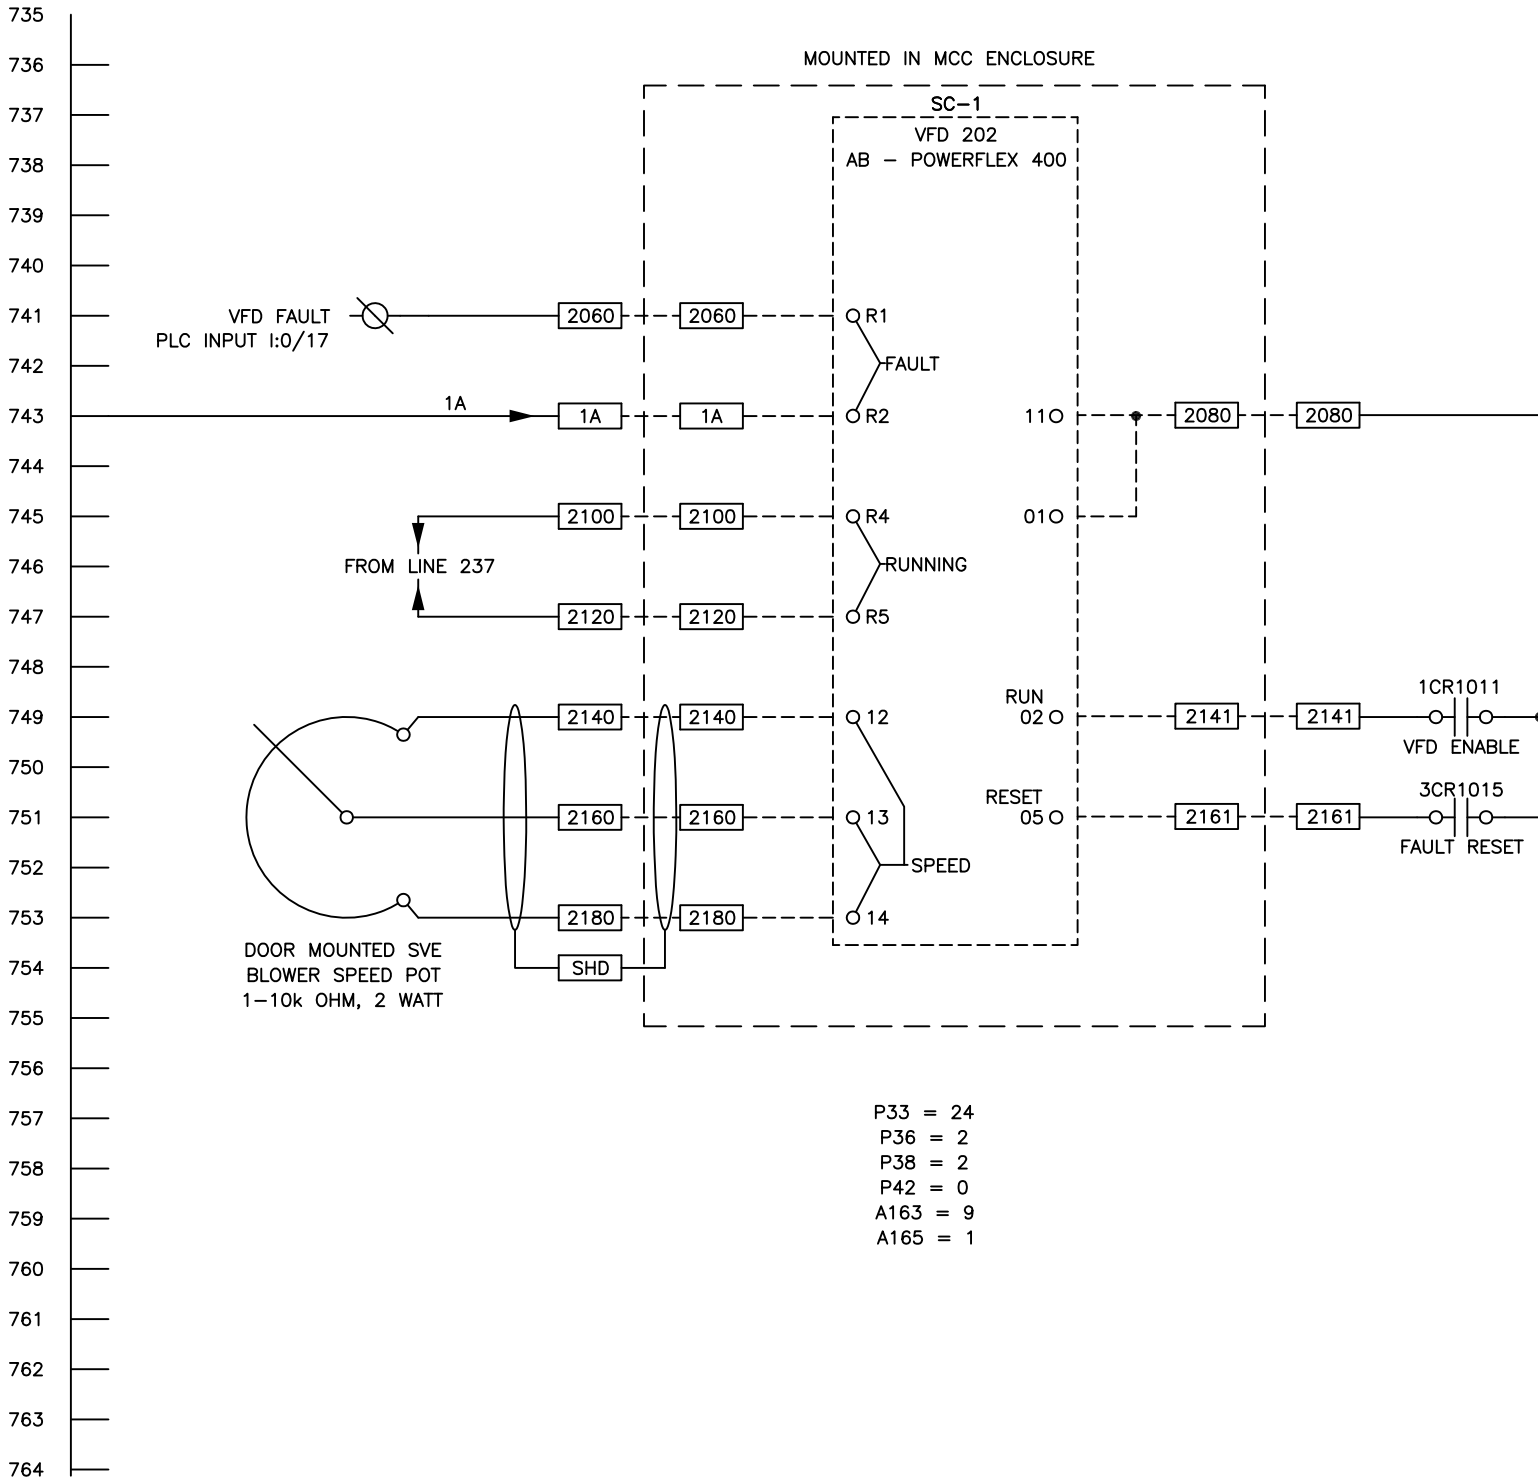 735
736
MOUNTED IN MCC ENCLOSURE
737
SC-1
VFD 202
738
AB - POWERFLEX 400
739
740
741
VFD FAULT
2060
2060
R1
PLC INPUT I:0/17
742
FAULT
743
1A
1A
1A
R2
11
2080
2080
744
745
2100
2100
R4
01
746
FROM LINE 237
RUNNING
747
2120
2120
R5
748
RUN
1CR1011
749
2140
2140
12
02
2141
2141
VFD ENABLE
750
RESET
3CR1015
751
2160
2160
13
05
2161
2161
FAULT RESET
752
SPEED
753
2180
2180
14
DOOR MOUNTED SVE
BLOWER SPEED POT
1-10k OHM, 2 WATT
754
SHD
755
756
757
P33 = 24
P36 = 2
758
P38 = 2
P42 = 0
759
A163 = 9
A165 = 1
760
761
762
763
764